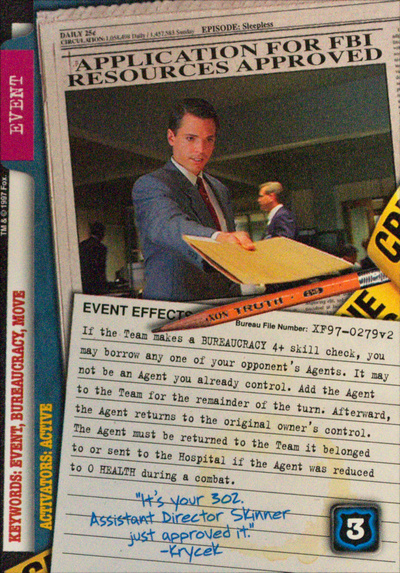 DAILY 25¢
EPISODE: Sleepless
CIRCULATION: 1,056,491 Daily / 1,457,583 Sunday
APPLICATION FOR FBI
RESOURCES APPROVED
EVENT
TM & © 1997 Fox.
KEYWORDS: EVENT, BUREAUCRACY, MOVE
ACTIVATORS: ACTIVE
EVENT EFFECTS
TRUTH
Bureau File Number: XF97-0279v2
If the Team makes a BUREAUCRACY 4+ skill check, you
may borrow any one of your opponent's Agents. It may
not be an Agent you already control. Add the Agent
to the Team for the remainder of the turn. Afterward,
the Agent returns to the original owner's control.
The Agent must be returned to the Team it belonged
to or sent to the Hospital if the Agent was reduced
to 0 HEALTH during a combat.
"It's your 302.
Assistant Director Skinner
just approved it."
-Krycek
3